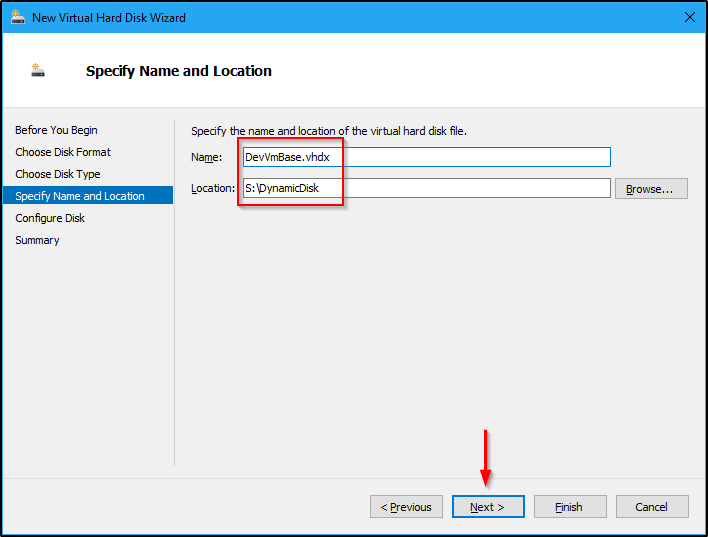 New Virtual Hard Disk Wizard
Specify Name and Location
Before You Begin
Choose Disk Format
Choose Disk Type
Specify Name and Location
Configure Disk
Summary
Specify the name and location of the virtual hard disk file.
Name: DevVmBase.vhdx
Location: S:\DynamicDisk Browse...
< Previous Next > Finish Cancel